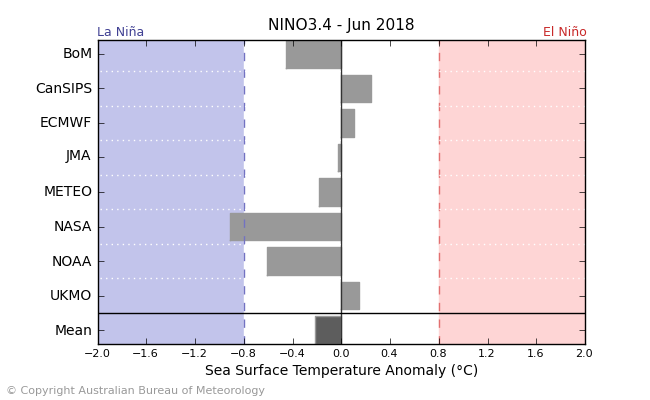 NINO3.4 - Jun 2018
La Niña
El Niño
BoM
CanSIPS
ECMWF
JMA
METEO
NASA
NOAA
UKMO
Mean
−2.0 −1.6 −1.2 −0.8 −0.4 0.0 0.4 0.8 1.2 1.6 2.0
Sea Surface Temperature Anomaly (°C)
© Copyright Australian Bureau of Meteorology